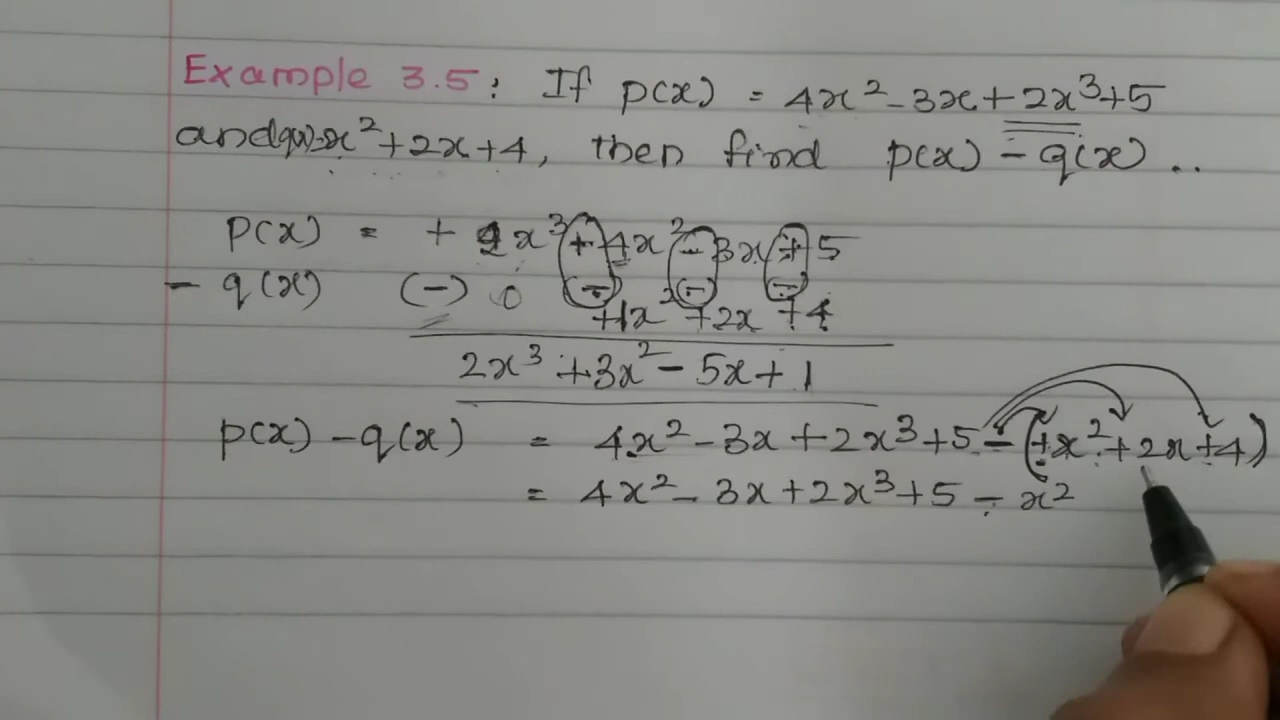 Example 3.5: If p(x) = 4x² - 3x + 2x³ + 5
and q(x) = x² + 2x + 4, then find p(x) - q(x) ..
P(x) = + 2x³ + 4x² - 3x + 5
- q(x) (-) 0 - - -
+1x² +2x +4
2x³ + 3x² - 5x + 1
p(x) - q(x) = 4x² - 3x + 2x³ + 5 - (+x² + 2x + 4)
= 4x² - 3x + 2x³ + 5 - x²